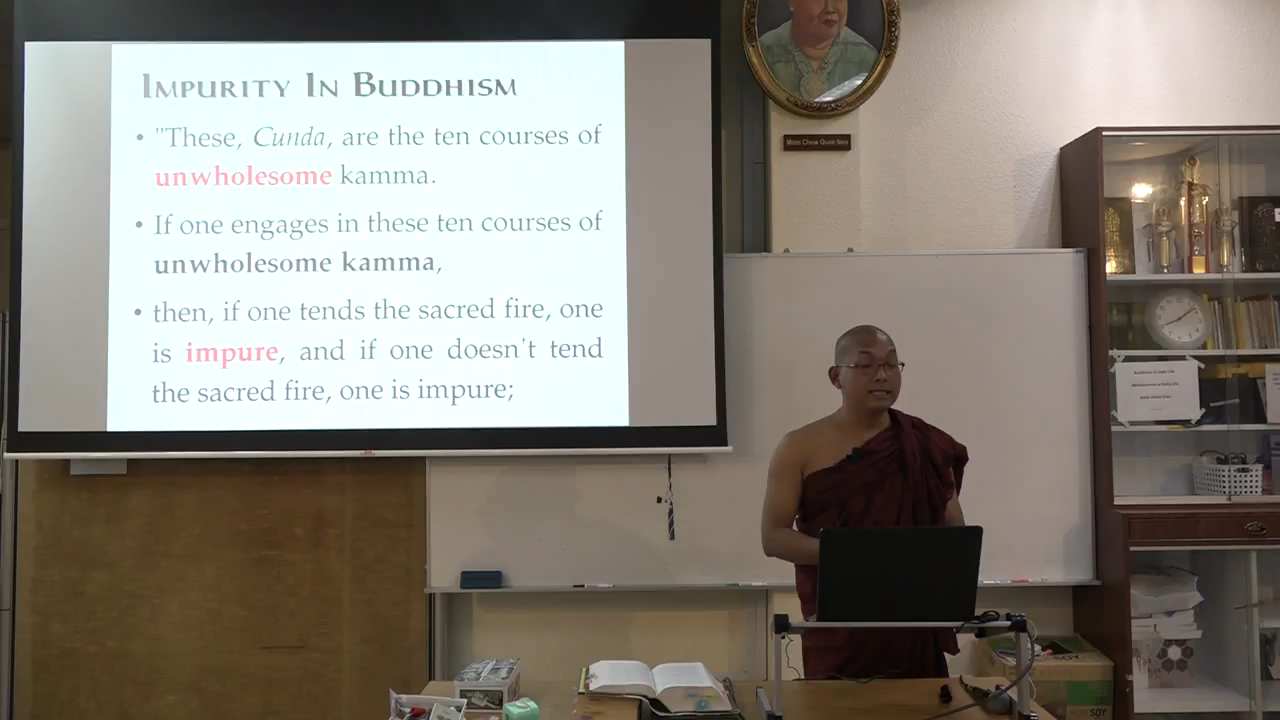 IMPURITY IN BUDDHISM
• "These, Cunda, are the ten courses of
unwholesome kamma.
• If one engages in these ten courses of
unwholesome kamma,
• then, if one tends the sacred fire, one
is impure, and if one doesn't tend
the sacred fire, one is impure;
SOY